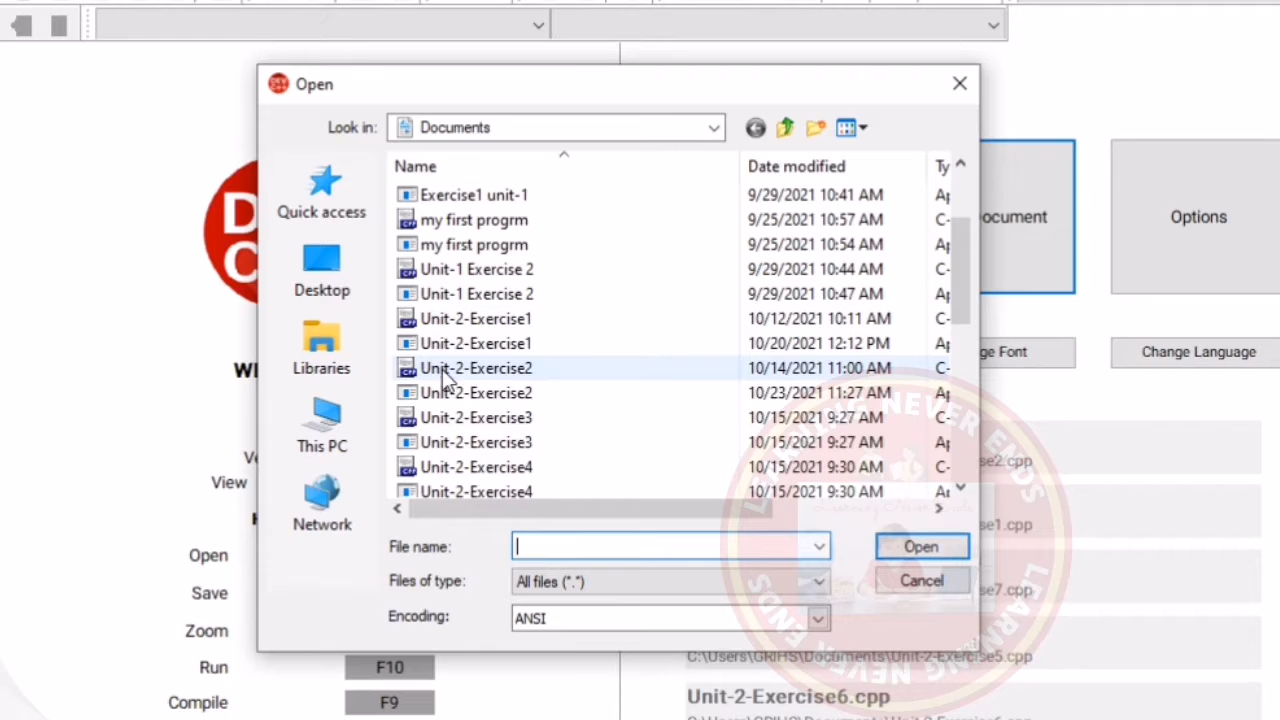 Open
Look in: Documents
Name Date modified Ty
Exercise1 unit-1 9/29/2021 10:41 AM
my first progrm 9/25/2021 10:57 AM C-
my first progrm 9/25/2021 10:54 AM
Unit-1 Exercise 2 9/29/2021 10:44 AM C-
Unit-1 Exercise 2 9/29/2021 10:47 AM
Unit-2-Exercise1 10/12/2021 10:11 AM C-
Unit-2-Exercise1 10/20/2021 12:12 PM
Unit-2-Exercise2 10/14/2021 11:00 AM C-
Unit-2-Exercise2 10/23/2021 11:27 AM
Unit-2-Exercise3 10/15/2021 9:27 AM C-
Unit-2-Exercise3 10/15/2021 9:27 AM
Unit-2-Exercise4 10/15/2021 9:30 AM C-
Unit-2-Exercise4 10/15/2021 9:30 AM
Quick access
Desktop
Libraries
This PC
Network
File name: Open
Files of type: All files (*.*) Cancel
Encoding: ANSI
ocument
Options
ge Font
Change Language
View
Open
Save
Zoom
Run F10
Compile F9
se2.cpp
se1.cpp
se7.cpp
C:\Users\GRIHS\Documents\Unit-2-Exercise5.cpp
Unit-2-Exercise6.cpp
LEARNING NEVER ENDS
LEARNING NEVER ENDS